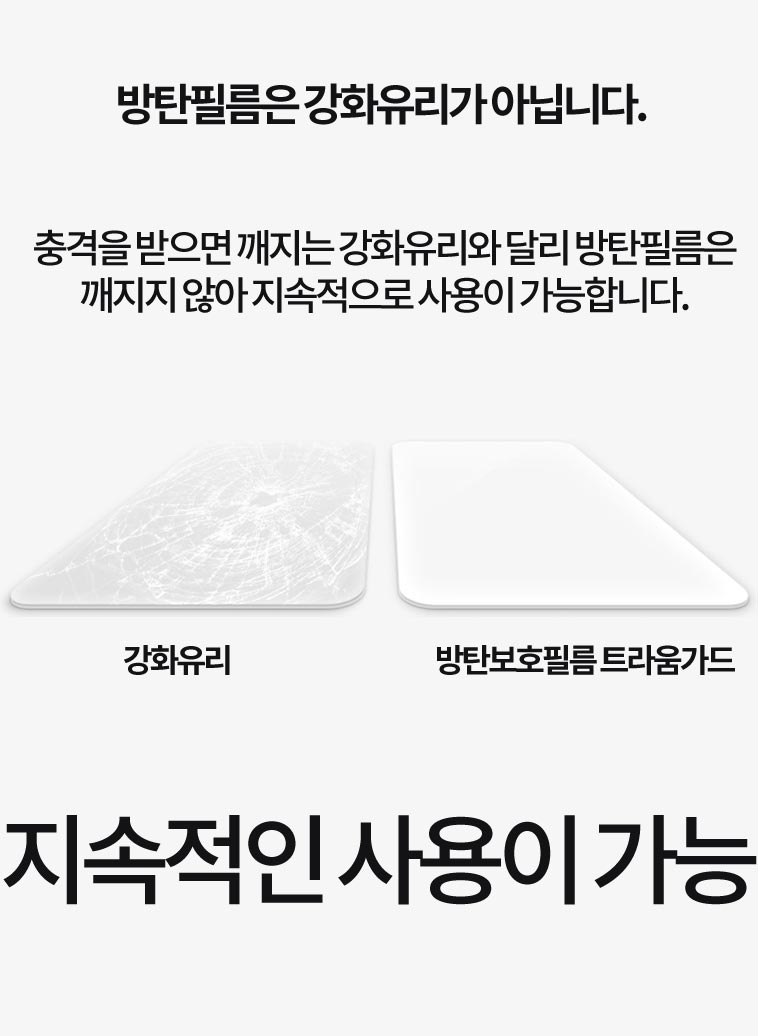 방탄필름은 강화유리가 아닙니다.
충격을 받으면 깨지는 강화유리와 달리 방탄필름은
깨지지 않아 지속적으로 사용이 가능합니다.
강화유리
방탄보호필름 트라움가드
지속적인 사용이 가능